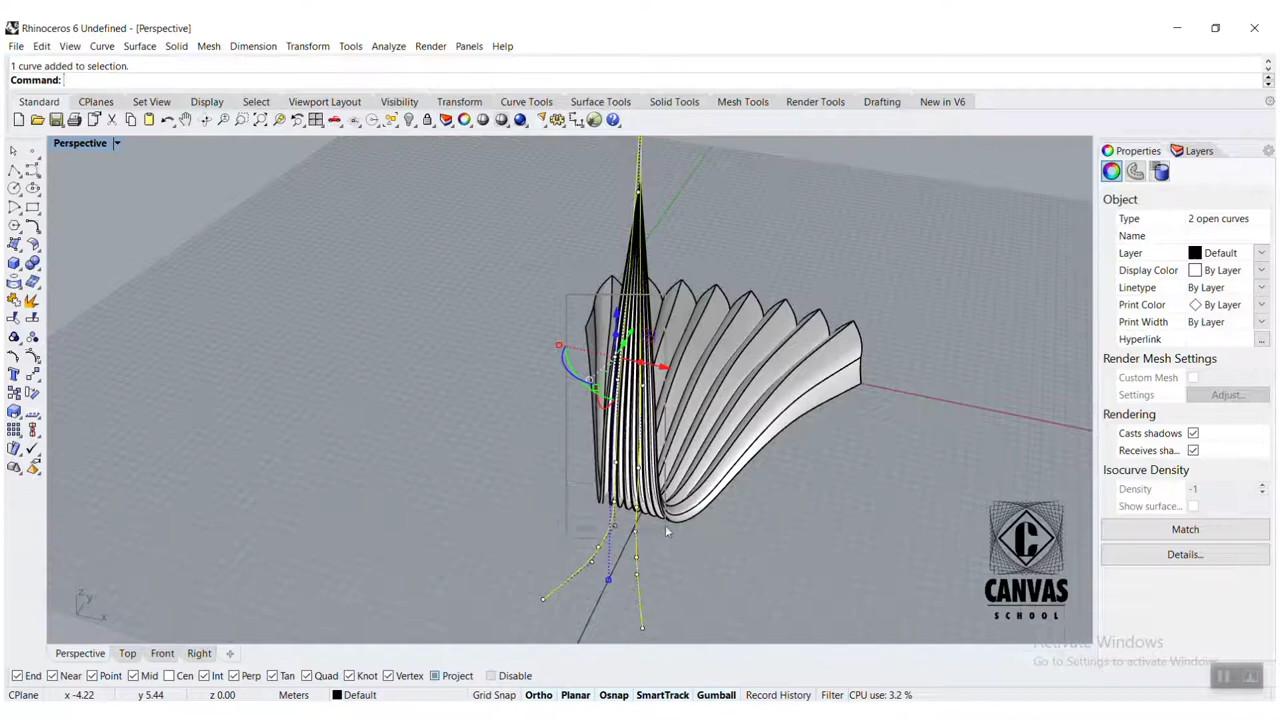 Rhinoceros 6 Undefined - [Perspective]
File Edit View Curve Surface Solid Mesh Dimension Transform Tools Analyze Render Panels Help
1 curve added to selection.
Command:
Standard CPlanes Set View Display Select Viewport Layout Visibility Transform Curve Tools Surface Tools Solid Tools Mesh Tools Render Tools Drafting New in V6
Perspective
Properties Layers
Object
Type 2 open curves
Name
Layer Default
Display Color By Layer
Linetype By Layer
Print Color By Layer
Print Width By Layer
Hyperlink ...
Render Mesh Settings
Custom Mesh
Settings Adjust...
Rendering
Casts shadows
Receives sha...
Isocurve Density
Density -1
Show surface...
Match
Details...
CANVAS
SCHOOL
z y
x
Activate Windows
Go to Settings to activate Windows.
Perspective Top Front Right
End Near Point Mid Cen Int Perp Tan Quad Knot Vertex Project Disable
CPlane x -4.22 y 5.44 z 0.00 Meters Default Grid Snap Ortho Planar Osnap SmartTrack Gumball Record History Filter CPU use: 3.2 %